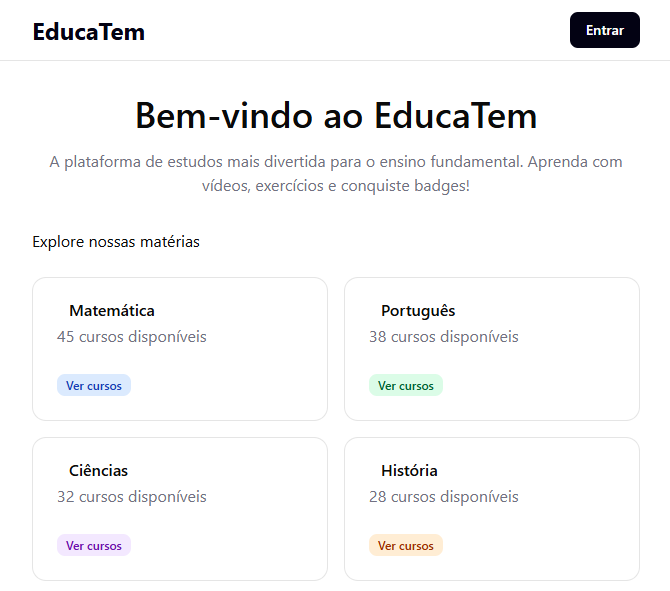 EducaTem
Entrar
Bem-vindo ao EducaTem
A plataforma de estudos mais divertida para o ensino fundamental. Aprenda com
vídeos, exercícios e conquiste badges!
Explore nossas matérias
Matemática
45 cursos disponíveis
Ver cursos
Português
38 cursos disponíveis
Ver cursos
Ciências
32 cursos disponíveis
Ver cursos
História
28 cursos disponíveis
Ver cursos